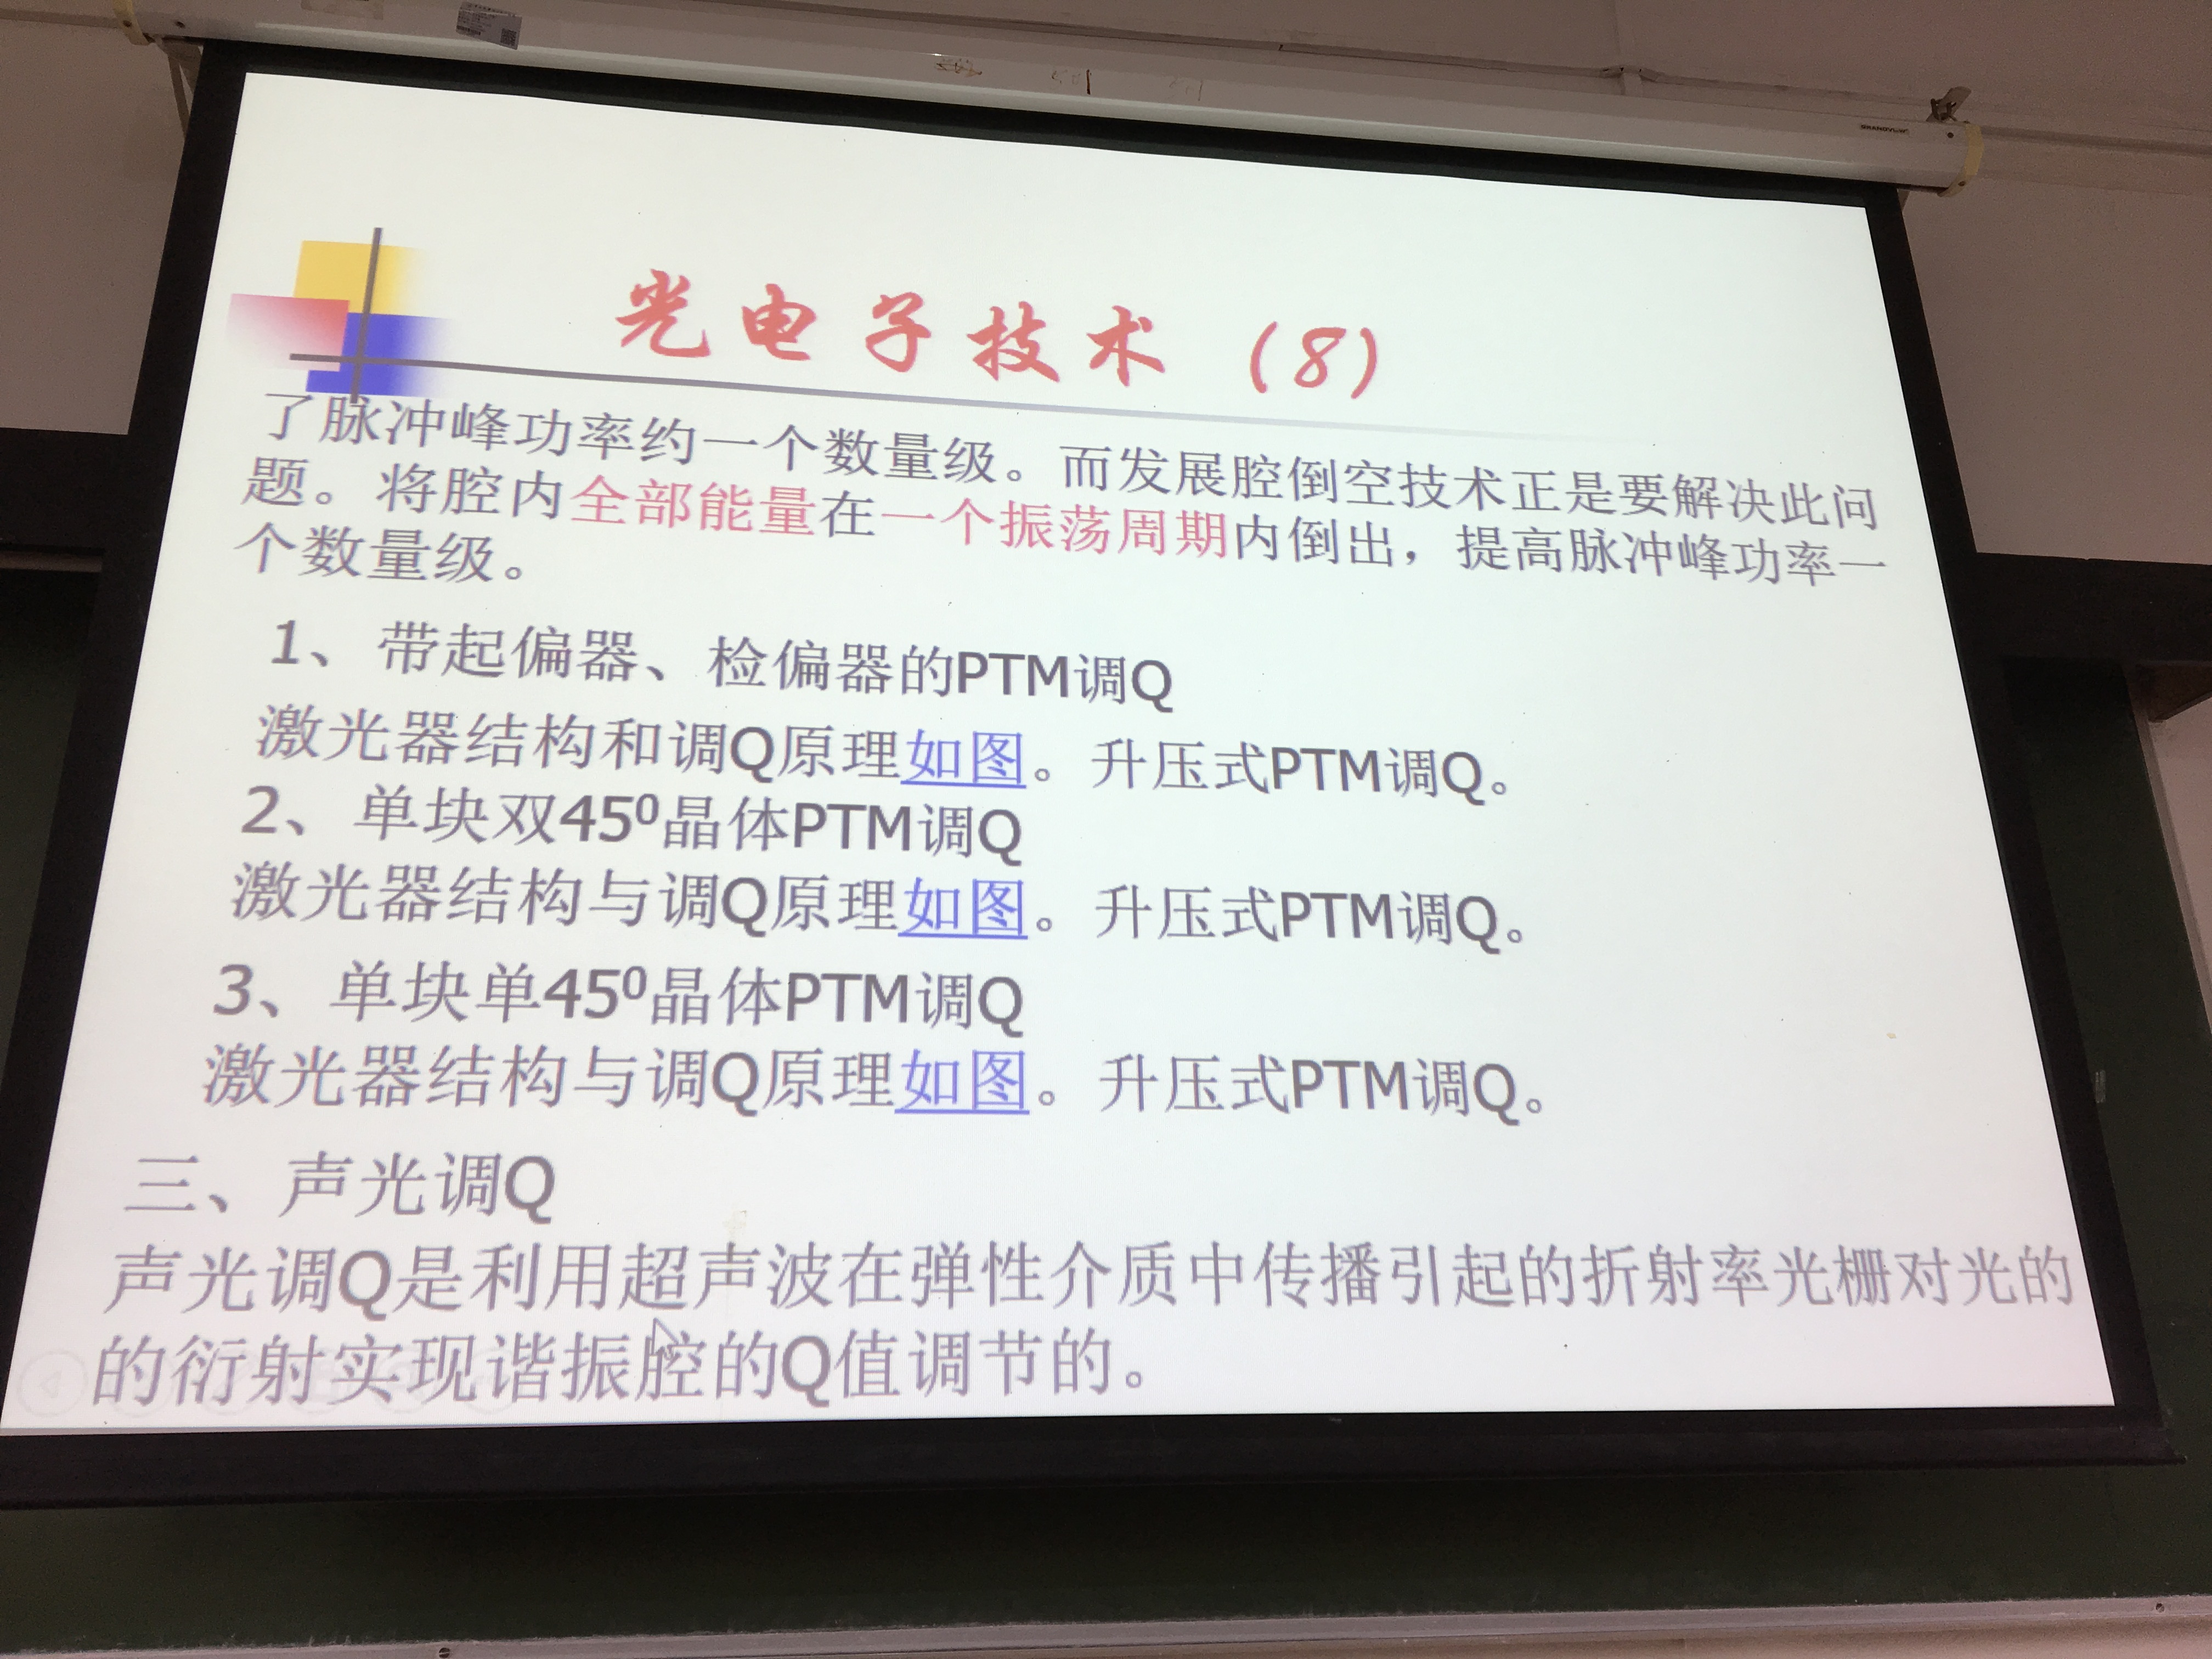 光电子技术（8）
了脉冲峰功率约一个数量级。而发展腔倒空技术正是要解决此问
题。将腔内全部能量在一个振荡周期内倒出，提高脉冲峰功率一
个数量级。
1、带起偏器、检偏器的PTM调Q
激光器结构和调Q原理如图。升压式PTM调Q。
2、单块双45⁰晶体PTM调Q
激光器结构与调Q原理如图。升压式PTM调Q。
3、单块单45⁰晶体PTM调Q
激光器结构与调Q原理如图。升压式PTM调Q。
三、声光调Q
声光调Q是利用超声波在弹性介质中传播引起的折射率光栅对光的
的衍射实现谐振腔的Q值调节的。